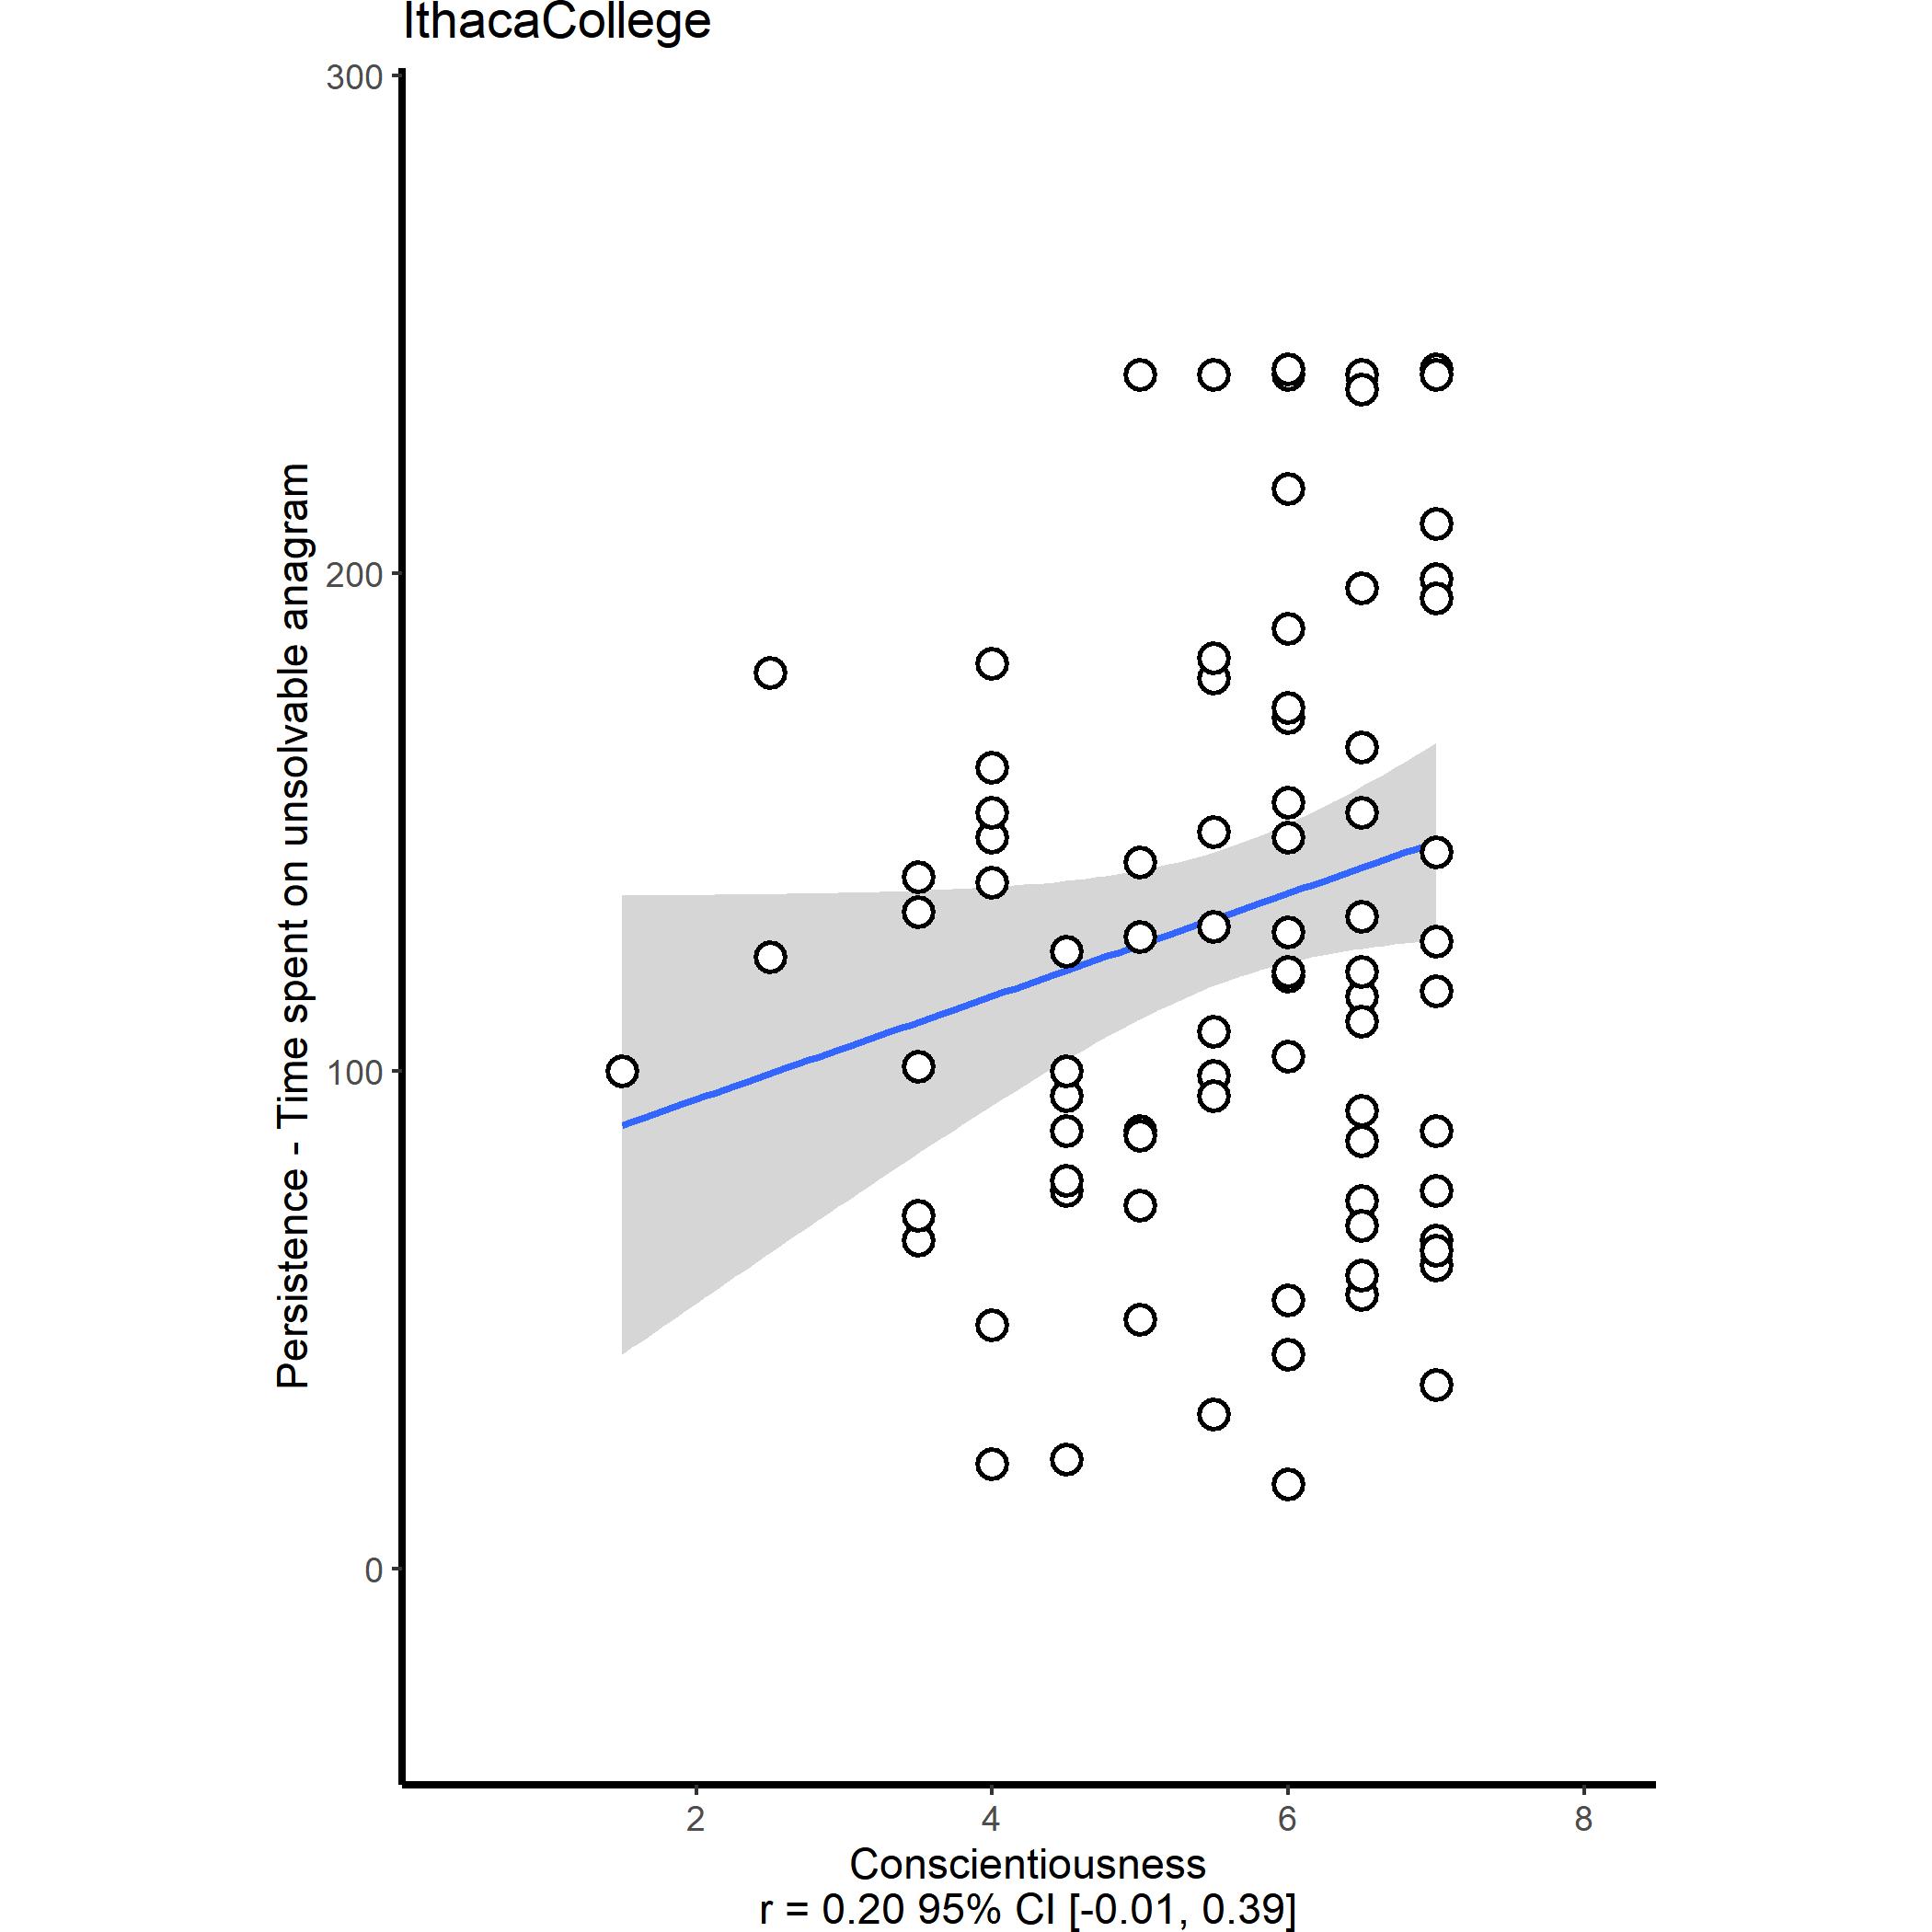 IthacaCollege
300
200
100
0
Persistence - Time spent on unsolvable anagram
2 4 6 8
Conscientiousness
r = 0.20 95% CI [-0.01, 0.39]